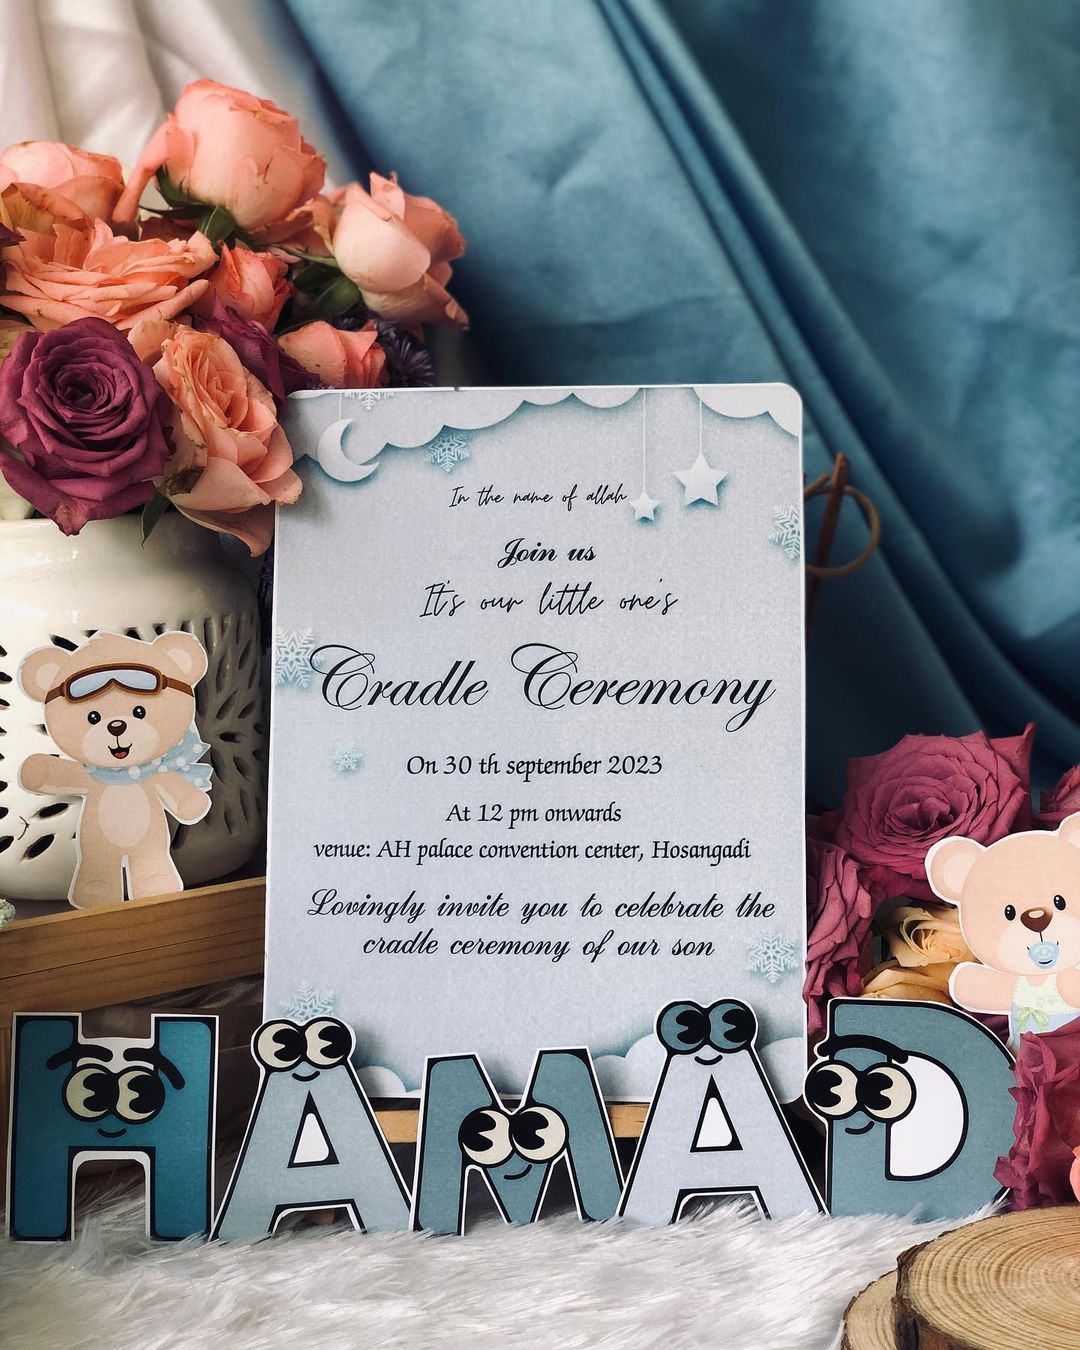 In the name of allah
Join us
It's our little one's
Cradle Ceremony
On 30 th september 2023
At 12 pm onwards
venue: AH palace convention center, Hosangadi
Lovingly invite you to celebrate the
cradle ceremony of our son
HAMAD